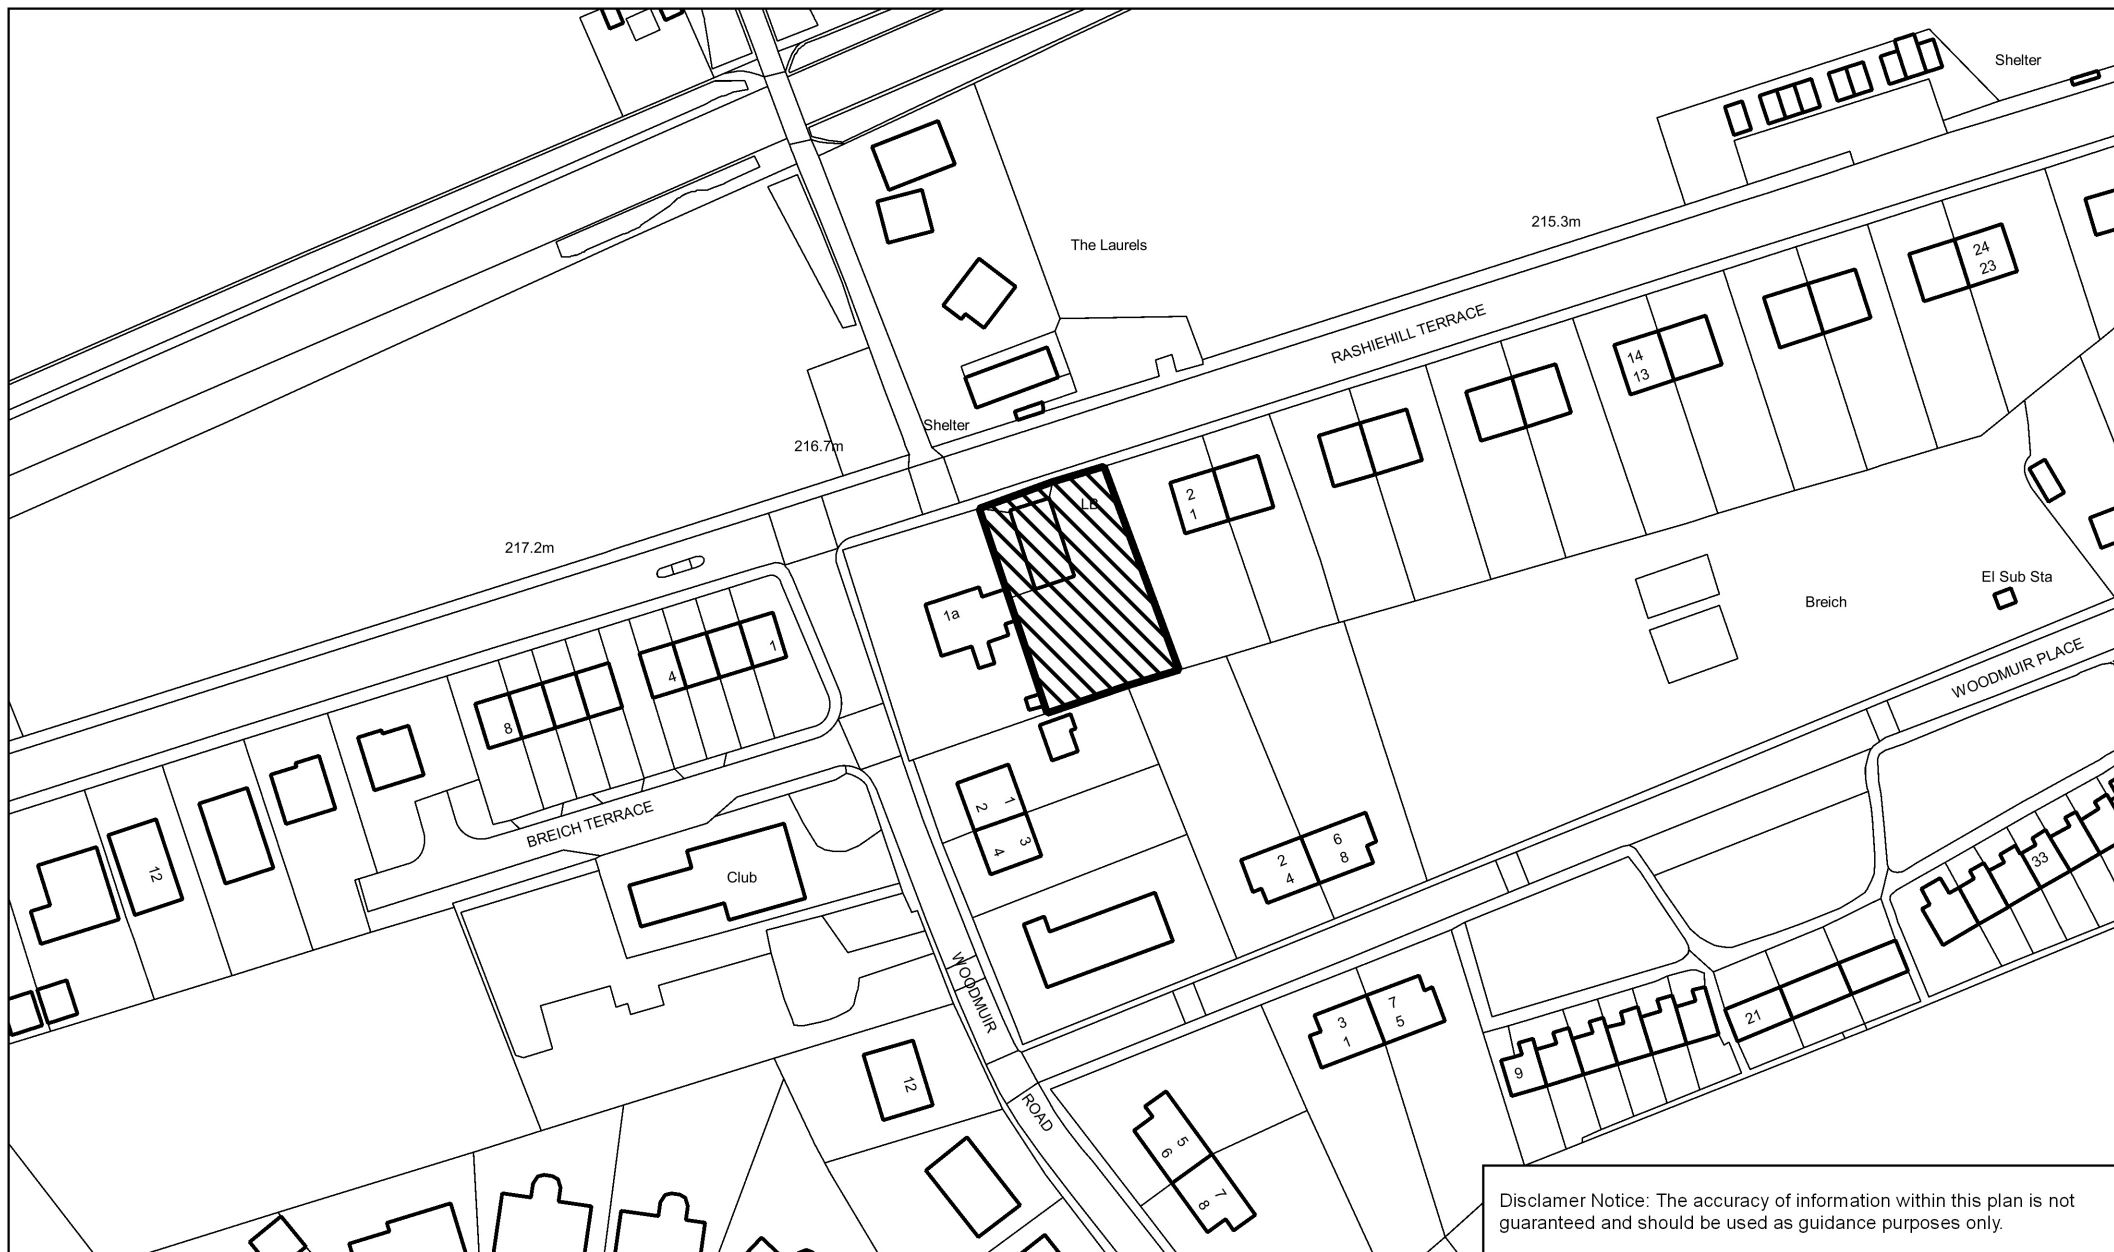 Shelter
215.3m
The Laurels
24
23
RASHIEHILL TERRACE
14
13
Shelter
216.7m
LB
2
1
217.2m
El Sub Sta
Breich
1a
1
4
8
WOODMUIR PLACE
BREICH TERRACE
1
2
3
4
2
4
6
8
12
Club
33
WOODMUIR
ROAD
3
1
7
5
21
9
12
5
6
7
8
Disclamer Notice: The accuracy of information within this plan is not
guaranteed and should be used as guidance purposes only.